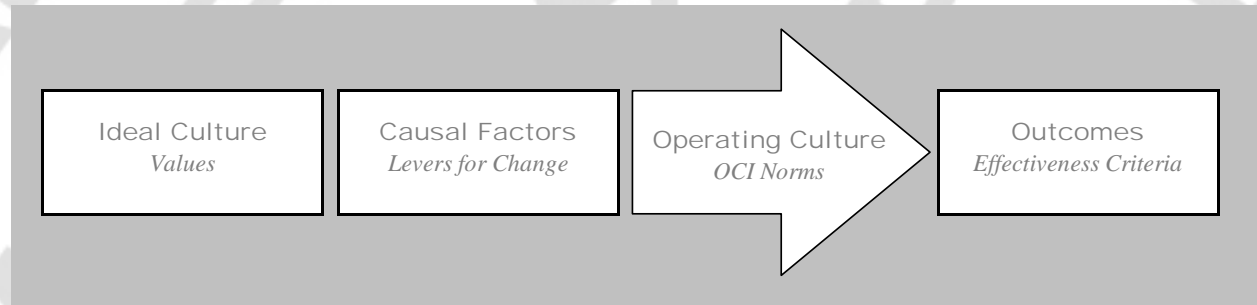 Ideal Culture
Values
Causal Factors
Levers for Change
Operating Culture
OCI Norms
Outcomes
Effectiveness Criteria